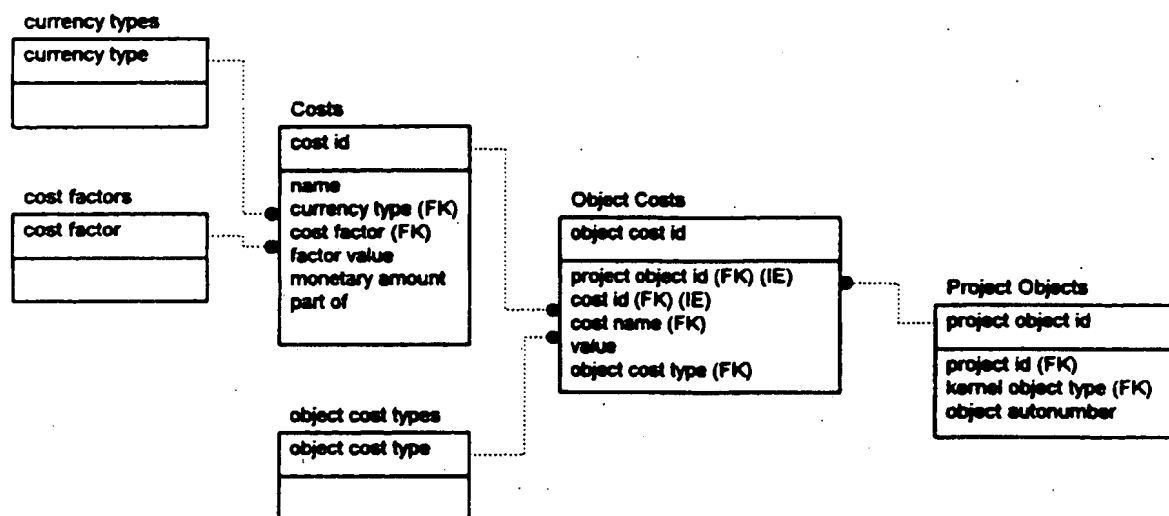 currency types
currency type
Costs
cost id
name
currency type (FK)
cost factor (FK)
factor value
monetary amount
part of
cost factors
cost factor
Object Costs
object cost id
project object id (FK) (IE)
cost id (FK) (IE)
cost name (FK)
value
object cost type (FK)
Project Objects
project object id
project id (FK)
kernel object type (FK)
object autonumber
object cost types
object cost type